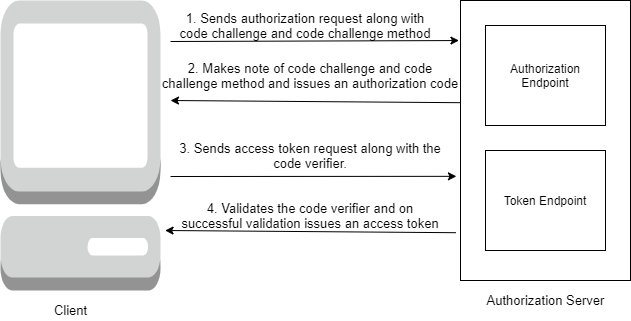 1. Sends authorization request along with
code challenge and code challenge method
Authorization
Endpoint
2. Makes note of code challenge and code
challenge method and issues an authorization code
3. Sends access token request along with the
code verifier.
Token Endpoint
4. Validates the code verifier and on
successful validation issues an access token
Client
Authorization Server